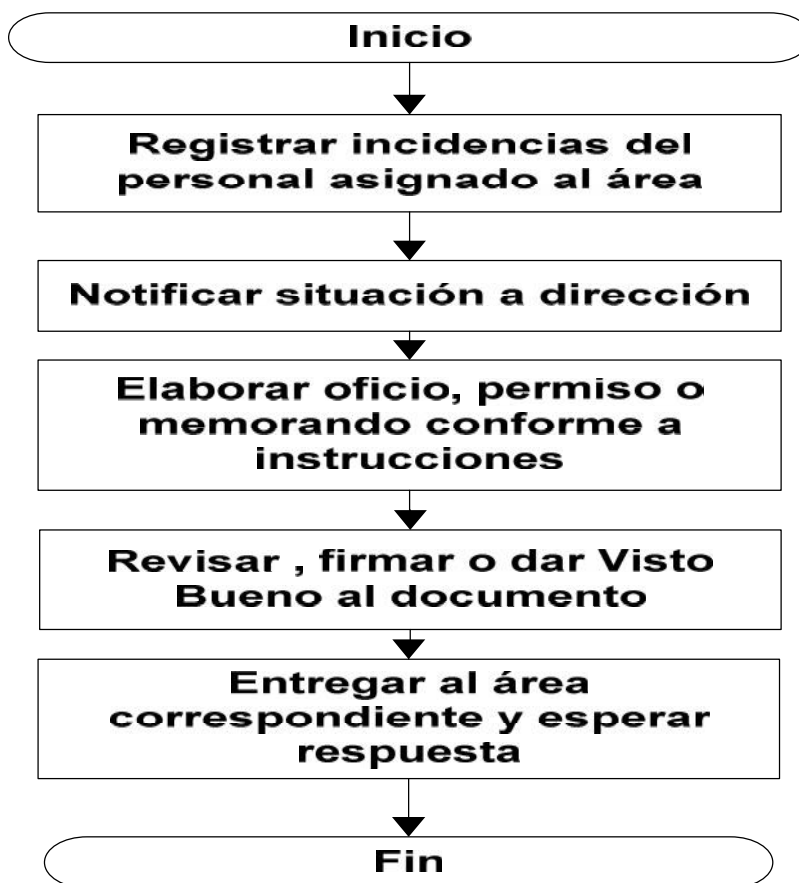 Inicio
Registrar incidencias del
personal asignado al área
Notificar situación a dirección
Elaborar oficio, permiso o
memorando conforme a
instrucciones
Revisar , firmar o dar Visto
Bueno al documento
Entregar al área
correspondiente y esperar
respuesta
Fin